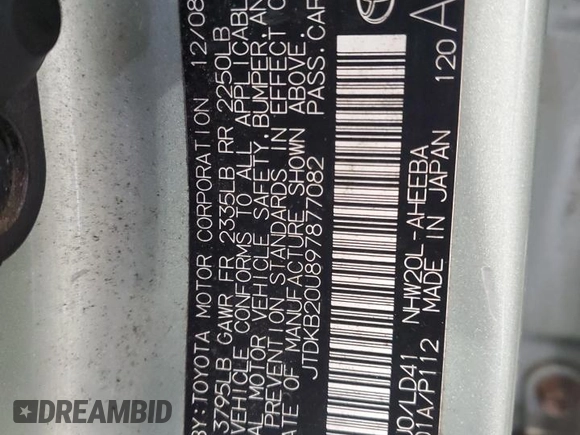 BY: TOYOTA MOTOR CORPORATION 12/08
3795LB GAWR FR 2335LB RR 2250LB
VEHICLE CONFORMS TO ALL APPLICABLE
AL MOTOR VEHICLE SAFETY, BUMPER, AND
PREVENTION STANDARDS IN EFFECT O
ATE OF MANUFACTURE SHOWN ABOVE.
JTDKB20U897877082 PASS. CAR
0/LD41 NHW20L-AHEEBA
01A/P112 MADE IN JAPAN 120 A
DREAMBID